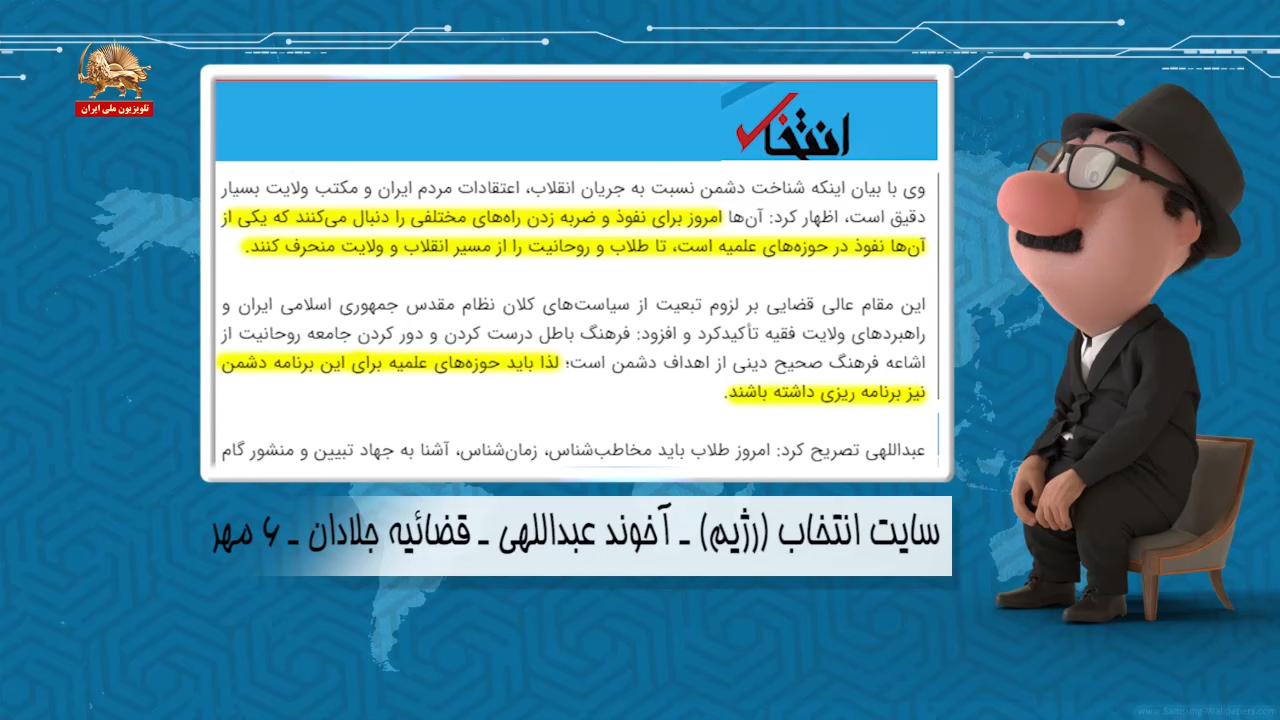 تلویزیون ملی ایران
انتخاب
وی با بیان اینکه شناخت دشمن نسبت به جریان انقلاب، اعتقادات مردم ایران و مکتب ولایت بسیار
دقیق است، اظهار کرد: آن‌ها امروز برای نفوذ و ضربه زدن راه‌های مختلفی را دنبال می‌کنند که یکی از
آن‌ها نفوذ در حوزه‌های علمیه است، تا طلاب و روحانیت را از مسیر انقلاب و ولایت منحرف کنند.
این مقام عالی قضایی بر لزوم تبعیت از سیاست‌های کلان نظام مقدس جمهوری اسلامی ایران و
راهبردهای ولایت فقیه تأکیدکرد و افزود: فرهنگ باطل درست کردن و دور کردن جامعه روحانیت از
اشاعه فرهنگ صحیح دینی از اهداف دشمن است؛ لذا باید حوزه‌های علمیه برای این برنامه دشمن
نیز برنامه ریزی داشته باشند.
عبداللهی تصریح کرد: امروز طلاب باید مخاطب‌شناس، زمان‌شناس، آشنا به جهاد تبیین و منشور گام
سایت انتخاب (رژیم) ـ آخوند عبداللهی ـ قضائیه جلادان ـ ۶ مهر
www.Samsung-Wallpapers.com